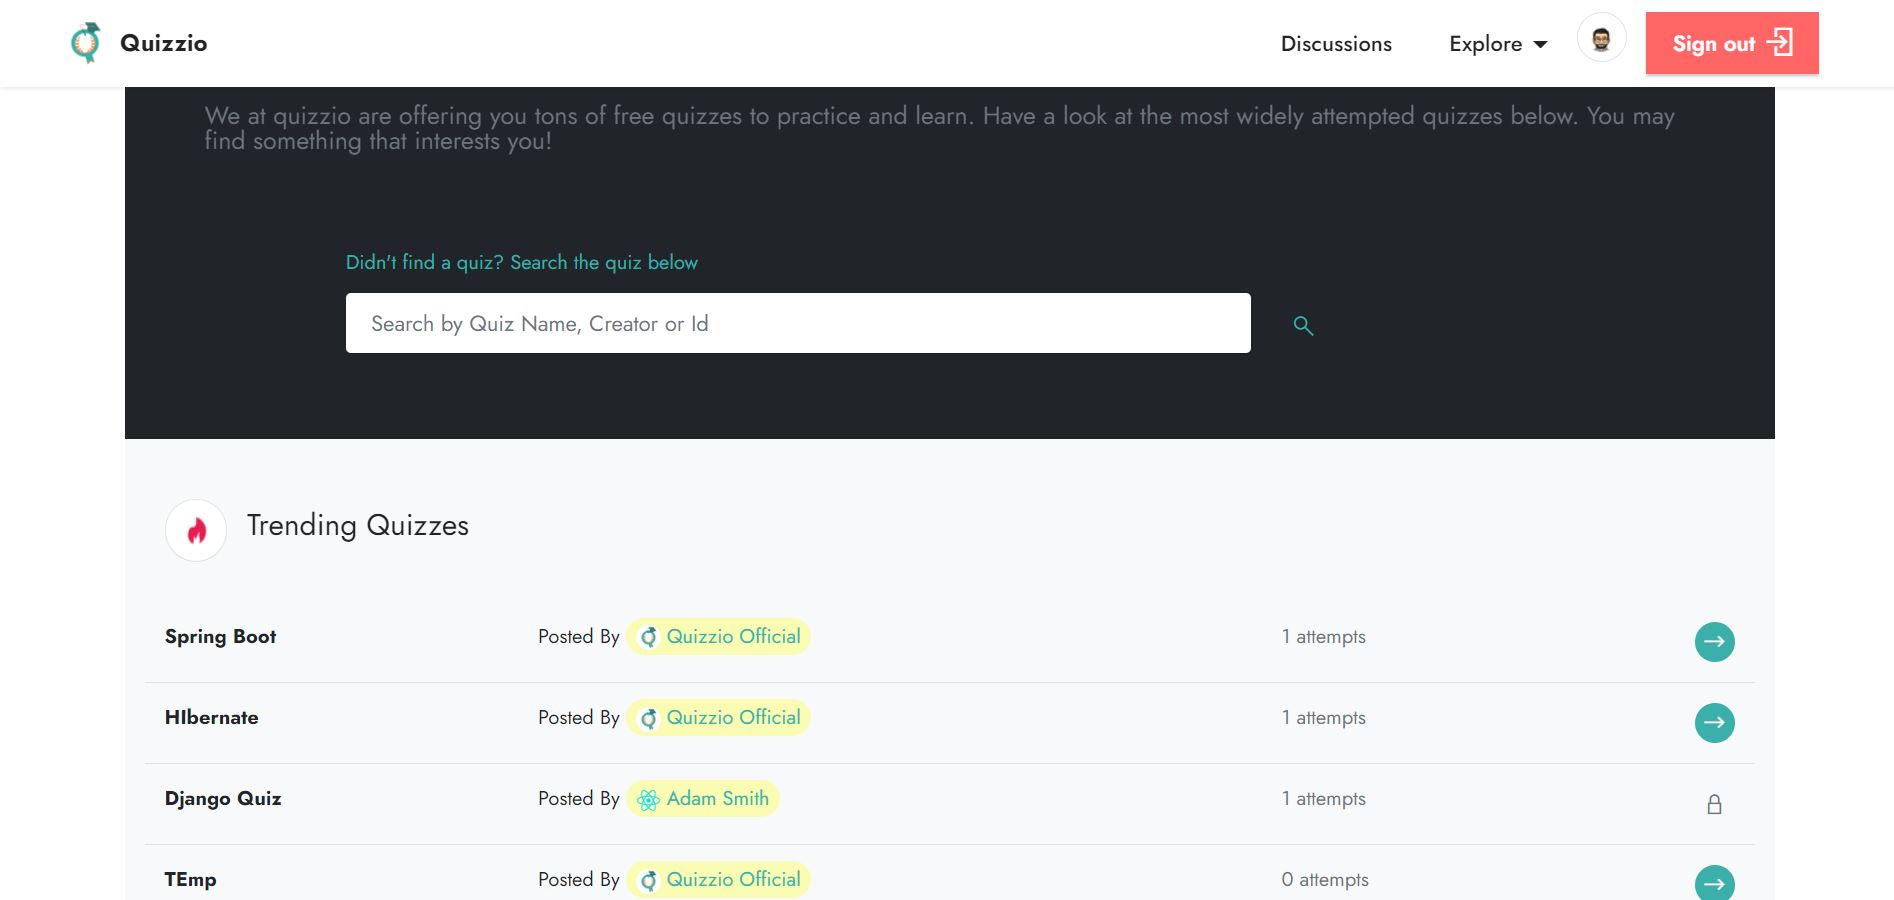 Quizzio
Discussions
Explore
Sign out
We at quizzio are offering you tons of free quizzes to practice and learn. Have a look at the most widely attempted quizzes below. You may
find something that interests you!
Didn't find a quiz? Search the quiz below
Search by Quiz Name, Creator or Id
Trending Quizzes
Spring Boot Posted By Quizzio Official 1 attempts
HIbernate Posted By Quizzio Official 1 attempts
Django Quiz Posted By Adam Smith 1 attempts
TEmp Posted By Quizzio Official 0 attempts